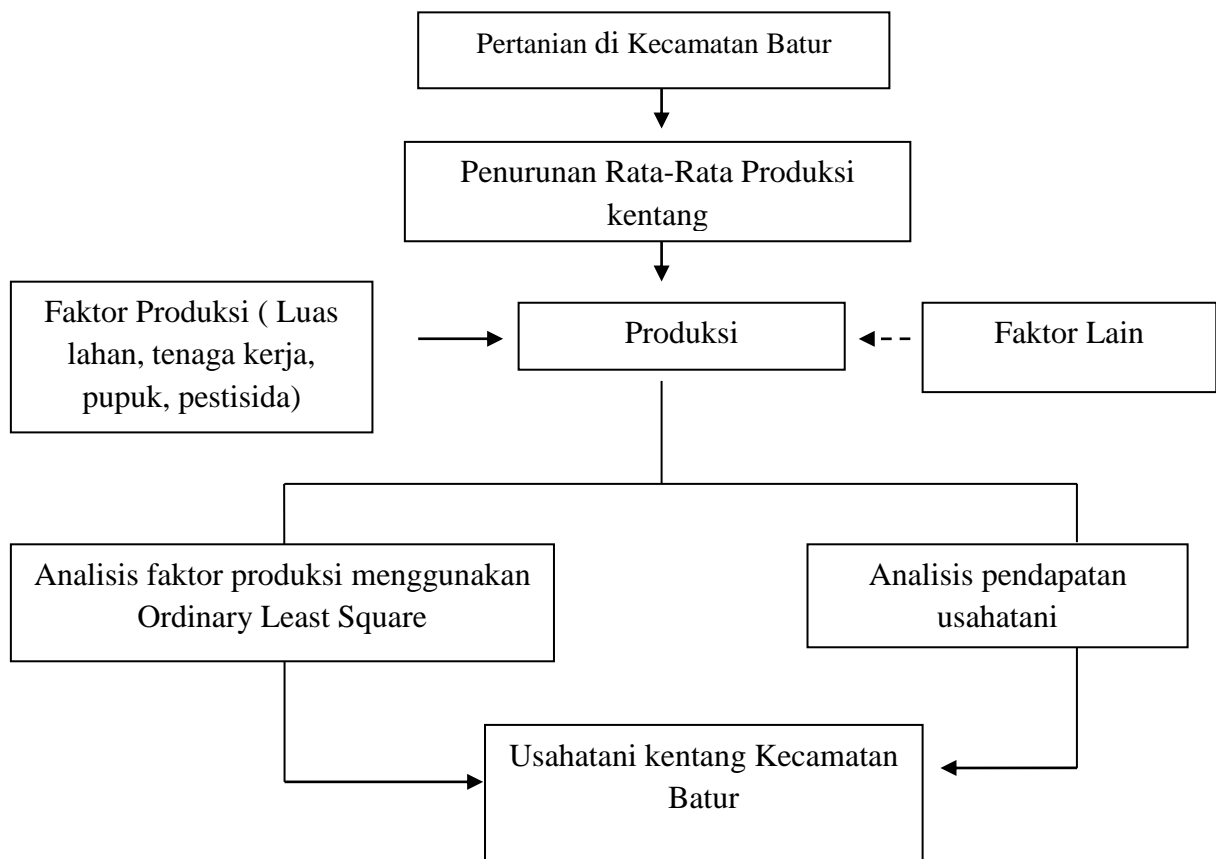 Pertanian di Kecamatan Batur
Penurunan Rata-Rata Produksi
kentang
Faktor Produksi ( Luas
lahan, tenaga kerja,
pupuk, pestisida)
Produksi
Faktor Lain
Analisis faktor produksi menggunakan
Ordinary Least Square
Analisis pendapatan
usahatani
Usahatani kentang Kecamatan
Batur